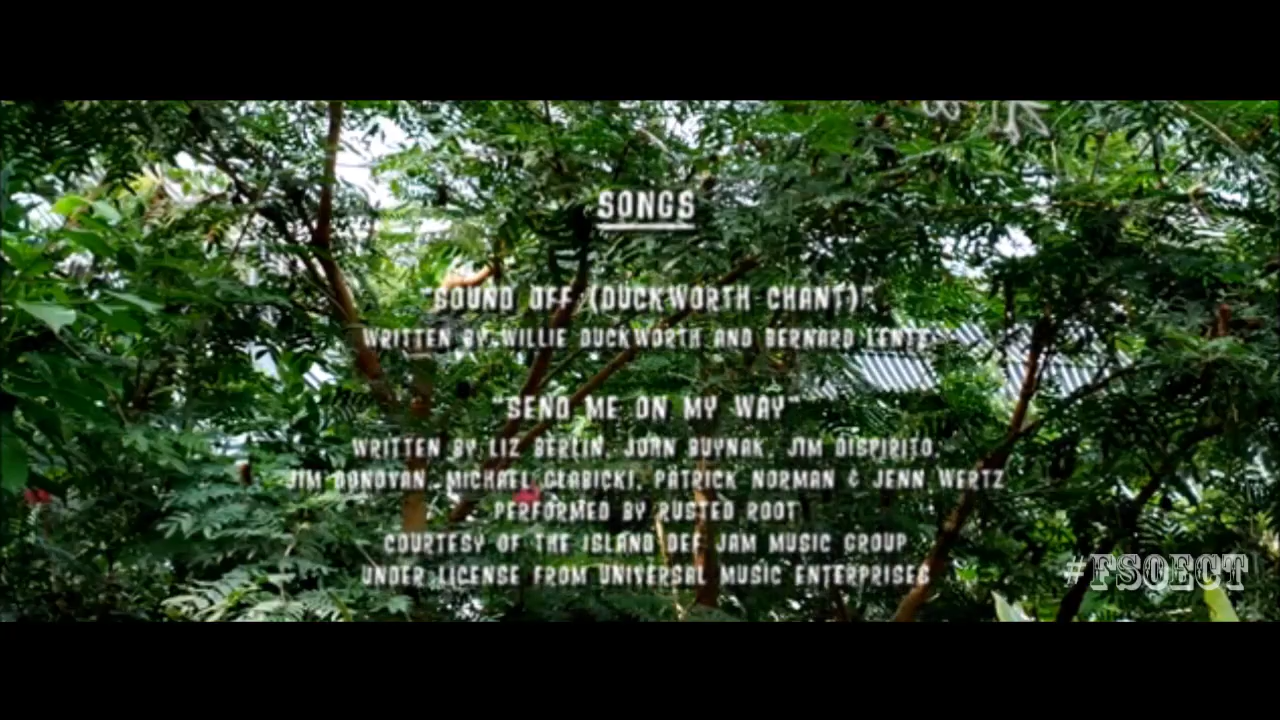 SONGS
"SOUND OFF (DUCKWORTH CHANT)"
WRITTEN BY WILLIE DUCKWORTH AND BERNARD LENTZ
"SEND ME ON MY WAY"
WRITTEN BY LIZ BERLIN, JOHN BUYNAK, JIM DISPIRITO,
JIM DONOVAN, MICHAEL GLABICKI, PATRICK NORMAN & JENN WERTZ
PERFORMED BY RUSTED ROOT
COURTESY OF THE ISLAND DEF JAM MUSIC GROUP
UNDER LICENSE FROM UNIVERSAL MUSIC ENTERPRISES
#FSOECT